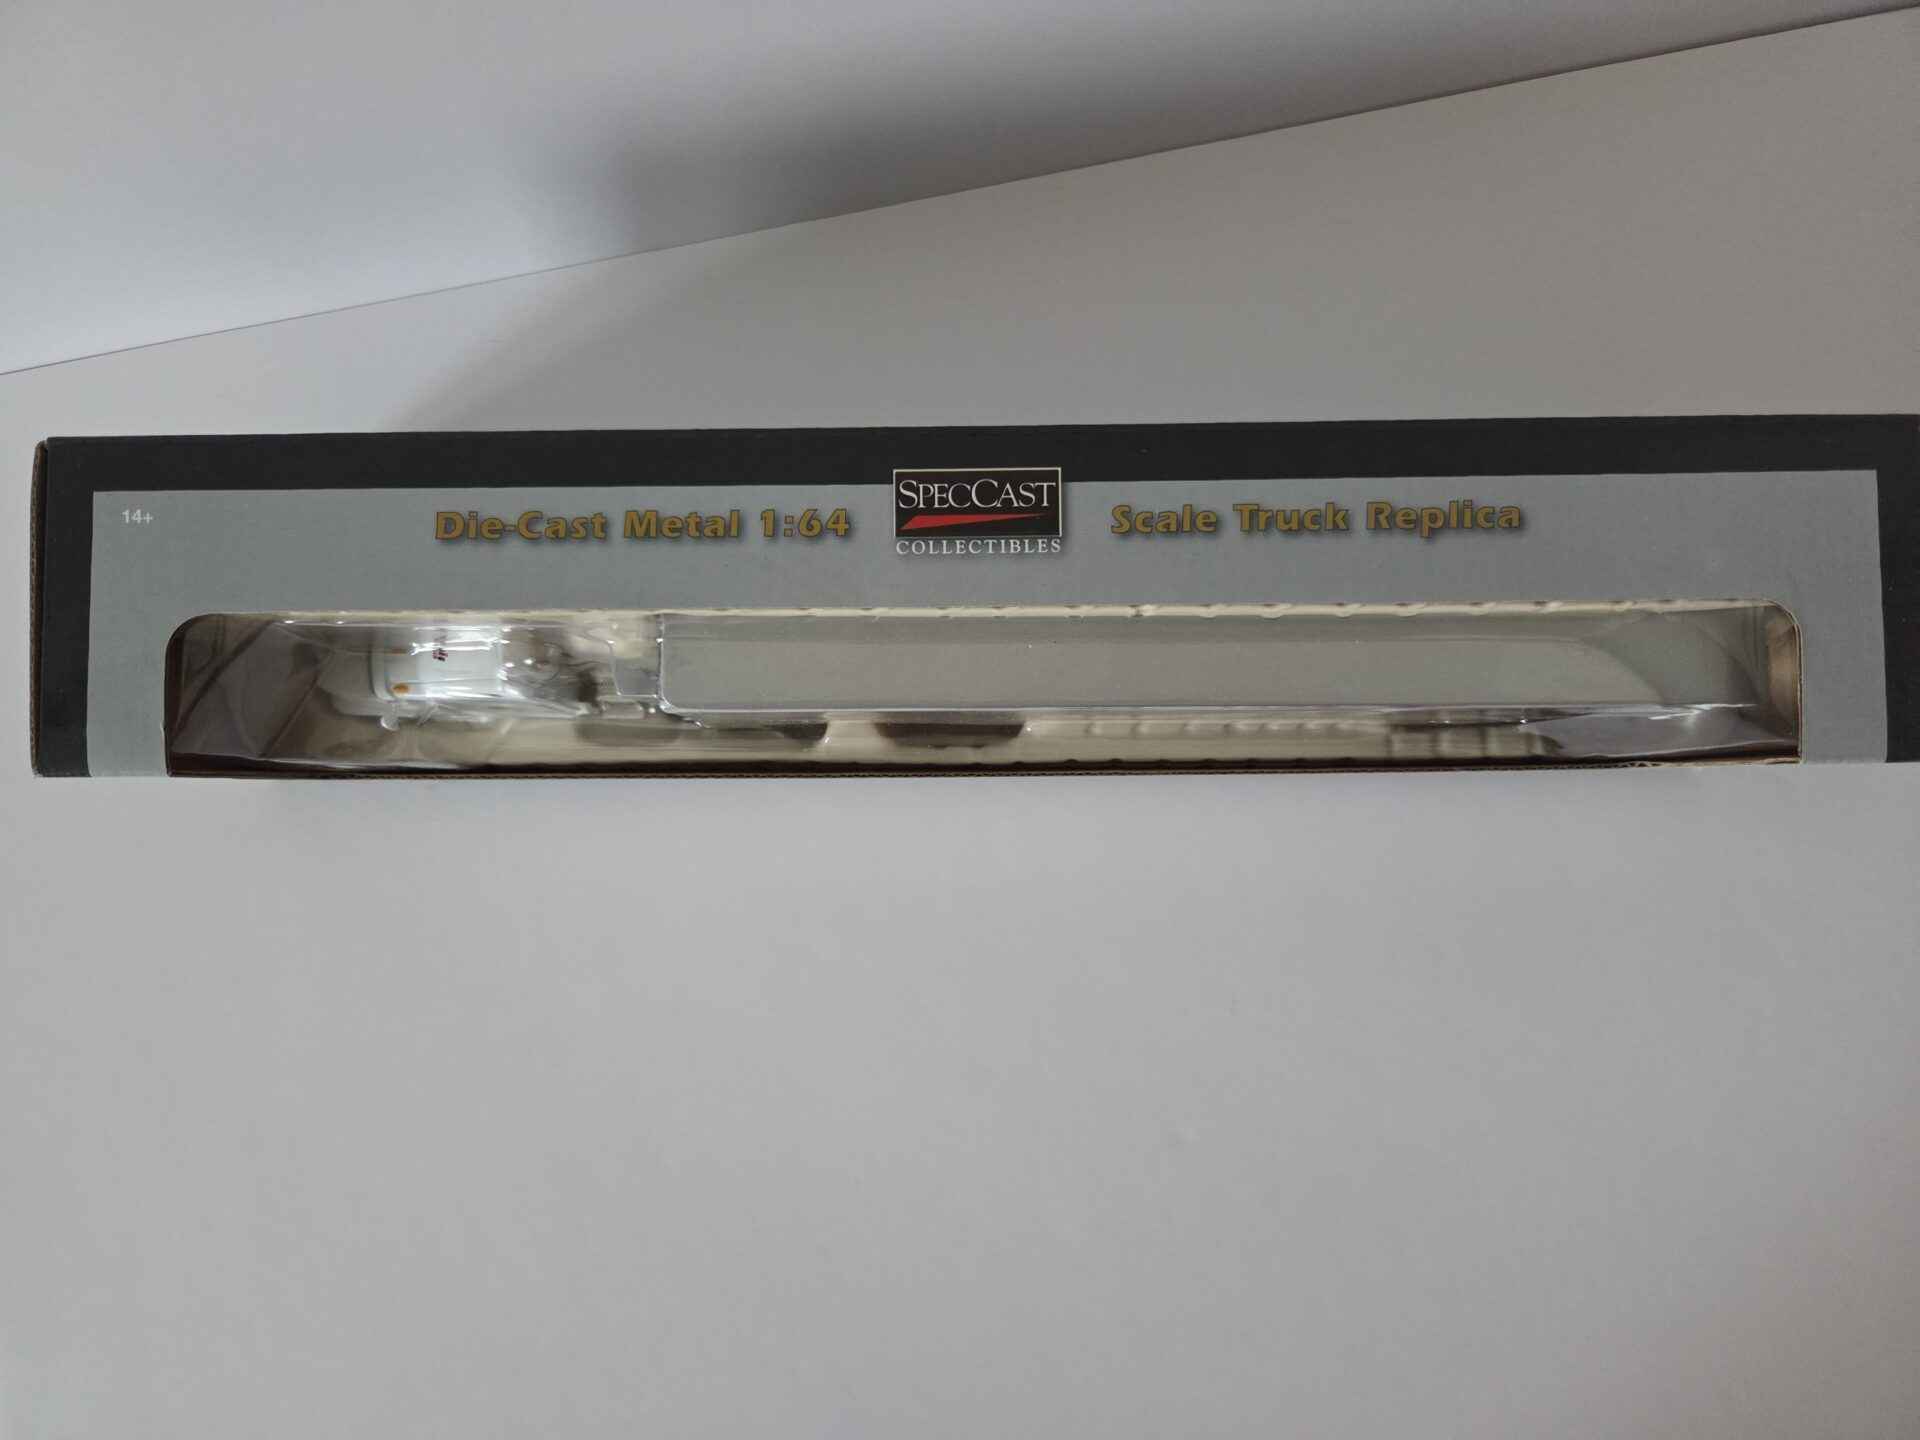 14+
Die-Cast Metal 1:64
SPECCAST
COLLECTIBLES
Scale Truck Replica